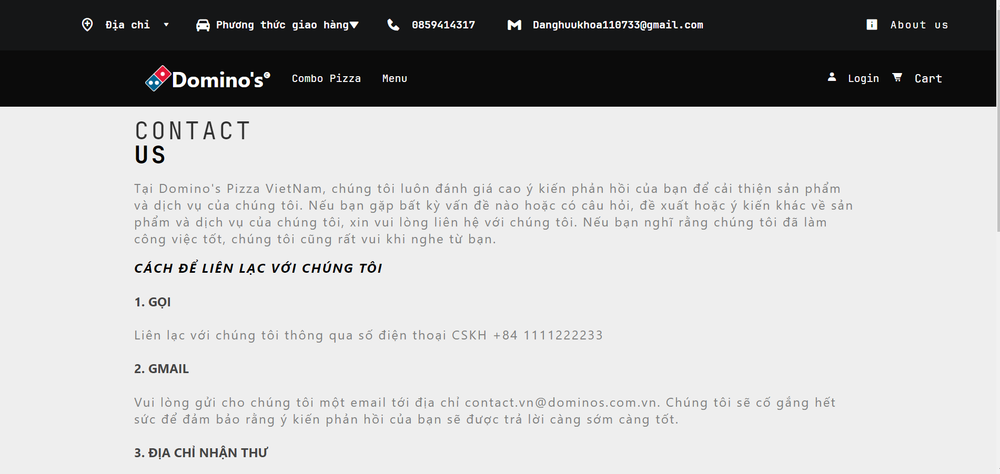 Địa chỉ Phương thức giao hàng 0859414317 Danghuukhoa110733@gmail.com About us
Domino's© Combo Pizza Menu Login Cart
CONTACT
US
Tại Domino's Pizza VietNam, chúng tôi luôn đánh giá cao ý kiến phản hồi của bạn để cải thiện sản phẩm
và dịch vụ của chúng tôi. Nếu bạn gặp bất kỳ vấn đề nào hoặc có câu hỏi, đề xuất hoặc ý kiến khác về sản
phẩm và dịch vụ của chúng tôi, xin vui lòng liên hệ với chúng tôi. Nếu bạn nghĩ rằng chúng tôi đã làm
công việc tốt, chúng tôi cũng rất vui khi nghe từ bạn.
CÁCH ĐỂ LIÊN LẠC VỚI CHÚNG TÔI
1. GỌI
Liên lạc với chúng tôi thông qua số điện thoại CSKH +84 1111222233
2. GMAIL
Vui lòng gửi cho chúng tôi một email tới địa chỉ contact.vn@dominos.com.vn. Chúng tôi sẽ cố gắng hết
sức để đảm bảo rằng ý kiến phản hồi của bạn sẽ được trả lời càng sớm càng tốt.
3. ĐỊA CHỈ NHẬN THƯ